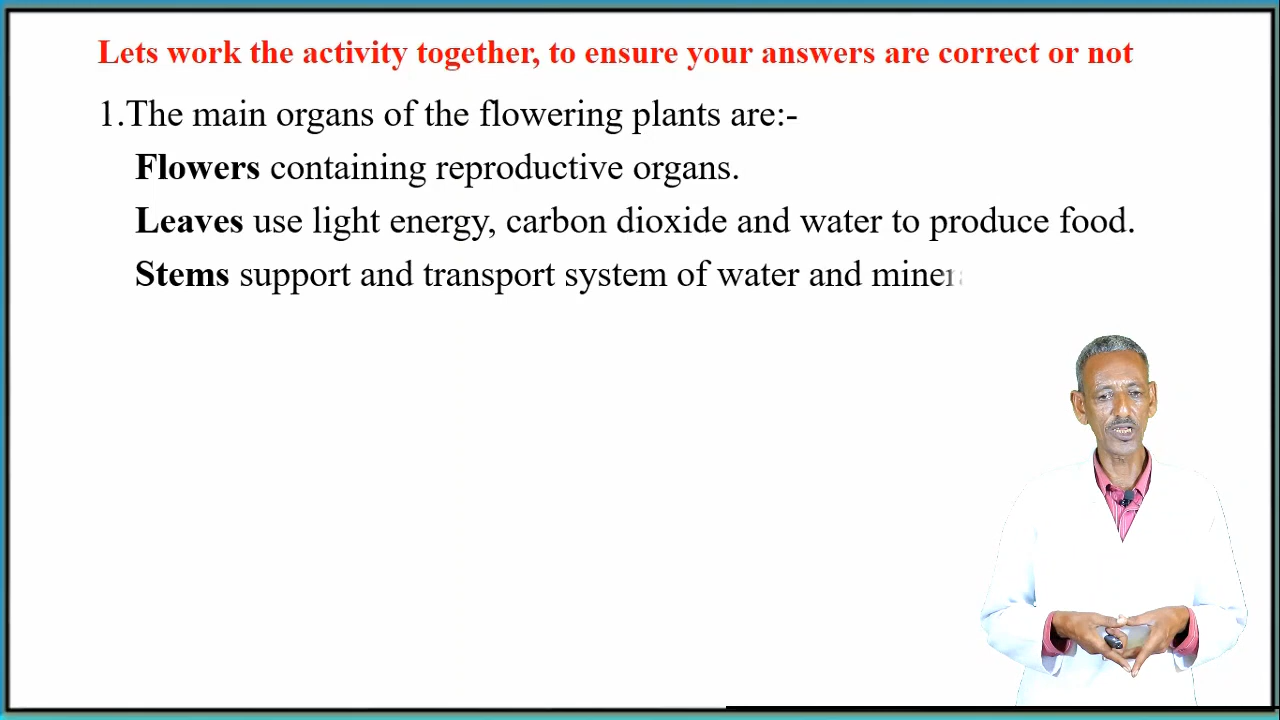 Lets work the activity together, to ensure your answers are correct or not
1.The main organs of the flowering plants are:-
Flowers containing reproductive organs.
Leaves use light energy, carbon dioxide and water to produce food.
Stems support and transport system of water and